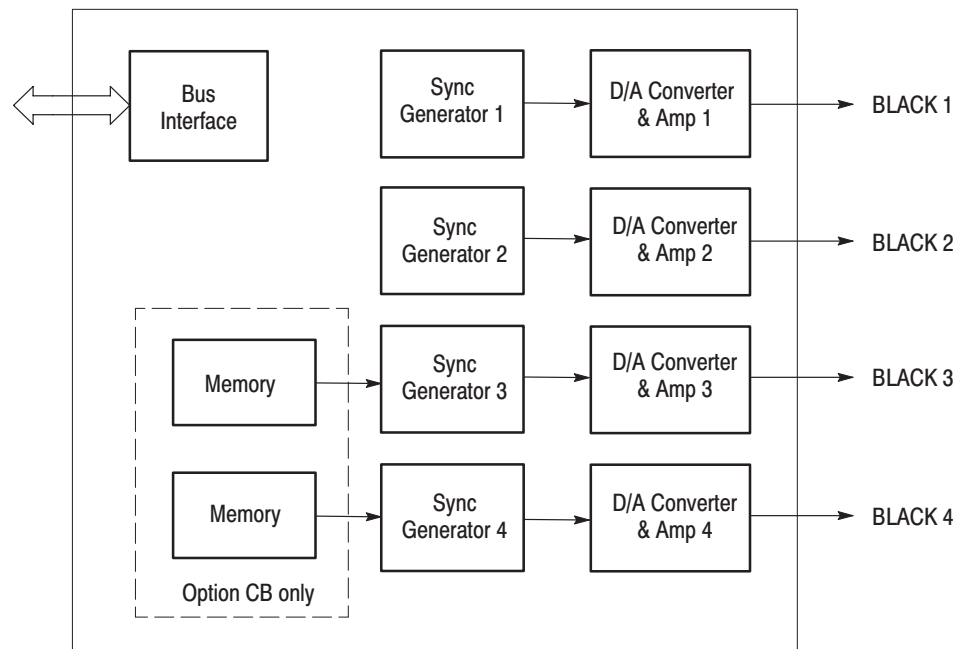 Bus
Interface
Sync
Generator 1
D/A Converter
& Amp 1
BLACK 1
Sync
Generator 2
D/A Converter
& Amp 2
BLACK 2
Memory
Sync
Generator 3
D/A Converter
& Amp 3
BLACK 3
Memory
Sync
Generator 4
D/A Converter
& Amp 4
BLACK 4
Option CB only